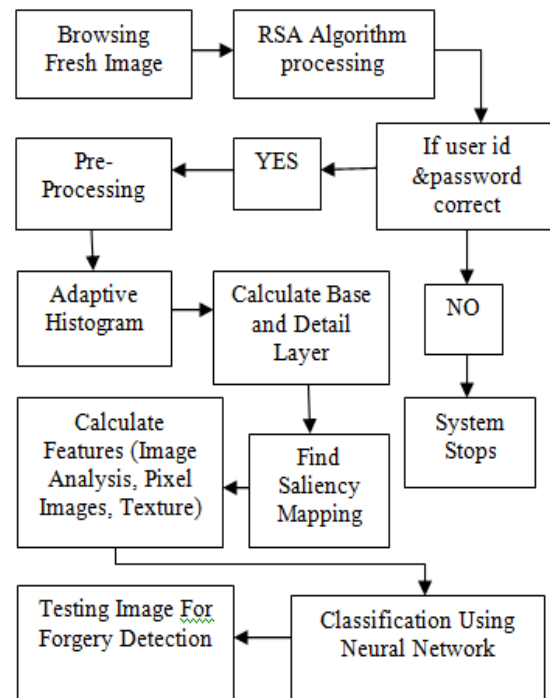 Browsing
Fresh Image
RSA Algorithm
processing
If user id
&password
correct
YES
Pre-
Processing
NO
System
Stops
Adaptive
Histogram
Calculate Base
and Detail
Layer
Find
Saliency
Mapping
Calculate
Features (Image
Analysis, Pixel
Images, Texture)
Classification Using
Neural Network
Testing Image For
Forgery Detection